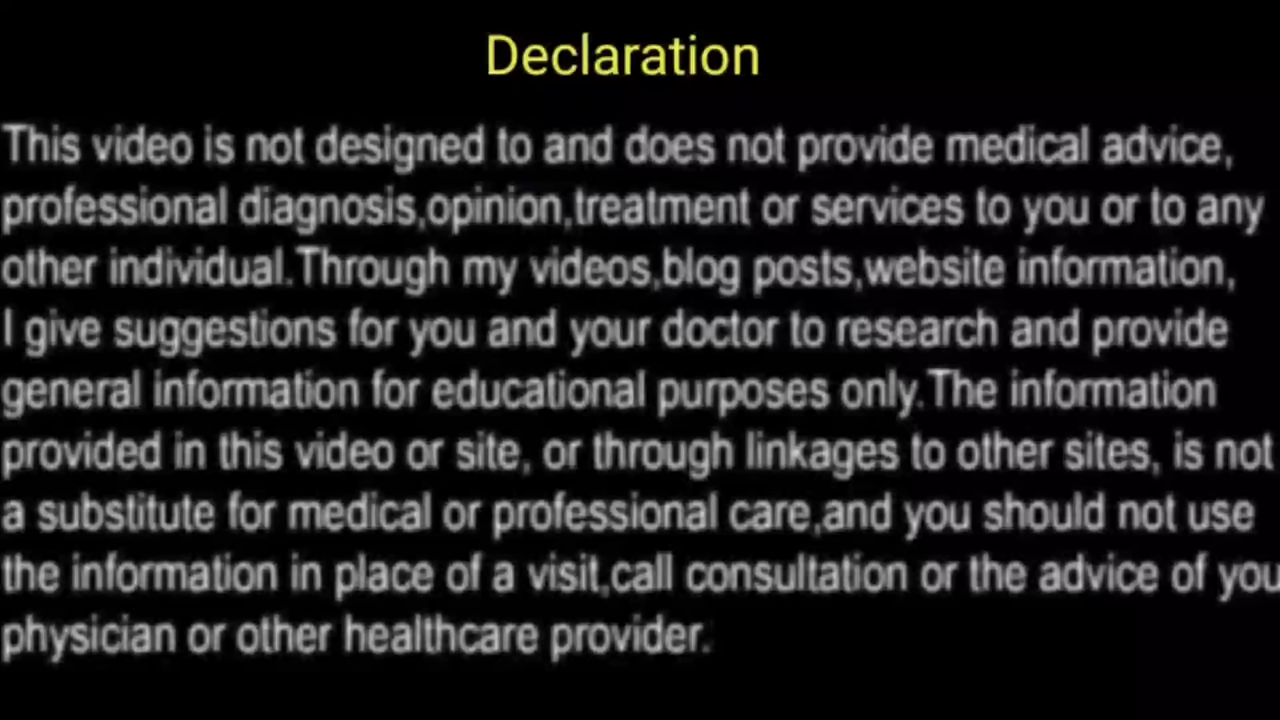 Declaration
This video is not designed to and does not provide medical advice,
professional diagnosis,opinion,treatment or services to you or to any
other individual.Through my videos,blog posts,website information,
I give suggestions for you and your doctor to research and provide
general information for educational purposes only.The information
provided in this video or site, or through linkages to other sites, is not
a substitute for medical or professional care,and you should not use
the information in place of a visit,call consultation or the advice of you
physician or other healthcare provider.